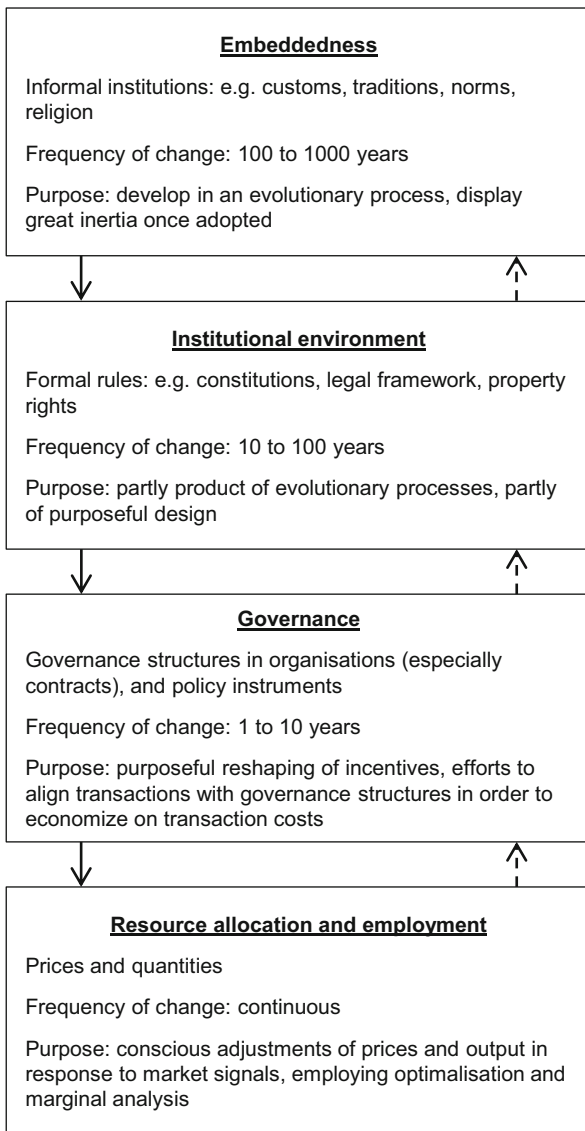 Embeddedness
Informal institutions: e.g. customs, traditions, norms,
religion
Frequency of change: 100 to 1000 years
Purpose: develop in an evolutionary process, display
great inertia once adopted
Institutional environment
Formal rules: e.g. constitutions, legal framework, property
rights
Frequency of change: 10 to 100 years
Purpose: partly product of evolutionary processes, partly
of purposeful design
Governance
Governance structures in organisations (especially
contracts), and policy instruments
Frequency of change: 1 to 10 years
Purpose: purposeful reshaping of incentives, efforts to
align transactions with governance structures in order to
economize on transaction costs
Resource allocation and employment
Prices and quantities
Frequency of change: continuous
Purpose: conscious adjustments of prices and output in
response to market signals, employing optimalisation and
marginal analysis